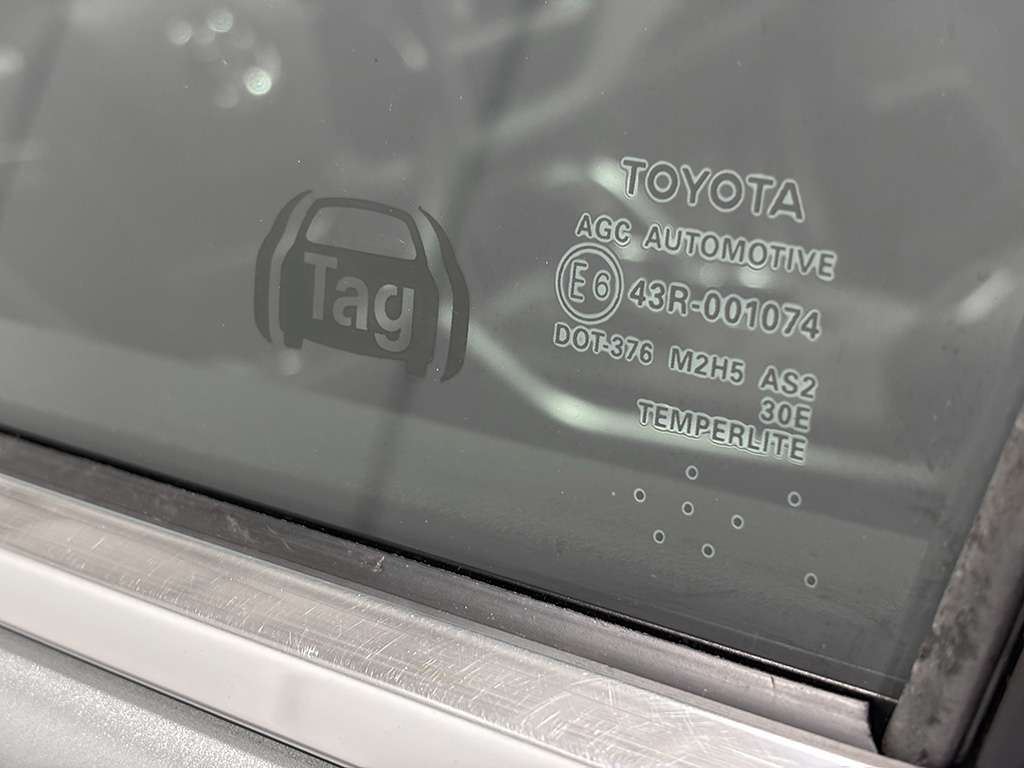 Tag
TOYOTA
AGC AUTOMOTIVE
E6 43R-001074
DOT-376 M2H5 AS2
30E
TEMPERLITE